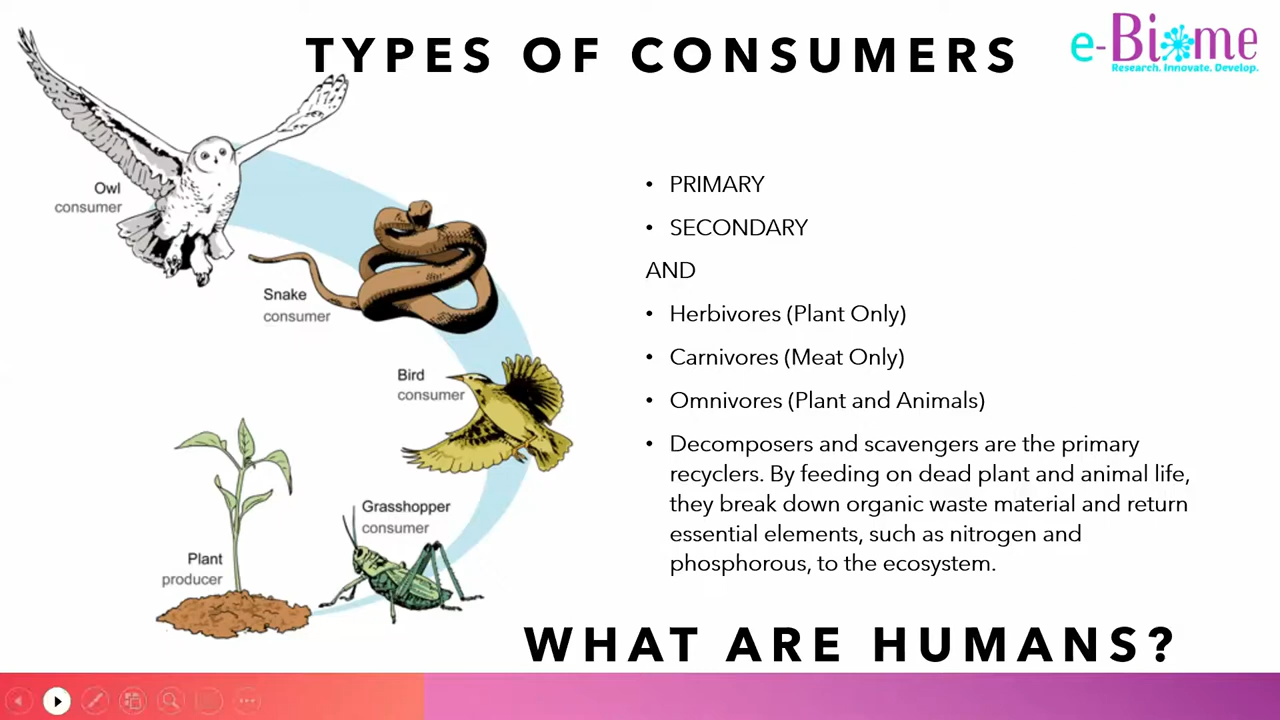 TYPES OF CONSUMERS
e-Biome
Research. Innovate. Develop.
Owl
consumer
Snake
consumer
Bird
consumer
Grasshopper
consumer
Plant
producer
• PRIMARY
• SECONDARY
AND
• Herbivores (Plant Only)
• Carnivores (Meat Only)
• Omnivores (Plant and Animals)
• Decomposers and scavengers are the primary
recyclers. By feeding on dead plant and animal life,
they break down organic waste material and return
essential elements, such as nitrogen and
phosphorous, to the ecosystem.
WHAT ARE HUMANS?